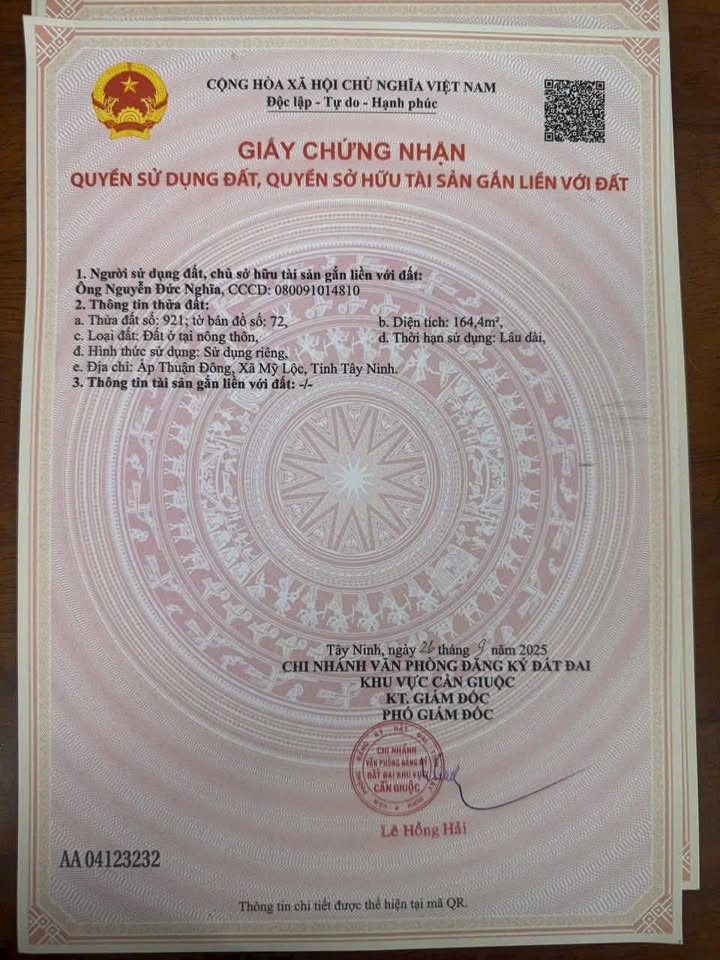 CỘNG HÒA XÃ HỘI CHỦ NGHĨA VIỆT NAM
Độc lập - Tự do - Hạnh phúc
GIẤY CHỨNG NHẬN
QUYỀN SỬ DỤNG ĐẤT, QUYỀN SỞ HỮU TÀI SẢN GẮN LIỀN VỚI ĐẤT
1. Người sử dụng đất, chủ sở hữu tài sản gắn liền với đất:
Ông Nguyễn Đức Nghĩa, CCCD: 080091014810
2. Thông tin thửa đất:
a. Thửa đất số: 921; tờ bản đồ số: 72, b. Diện tích: 164,4m²,
c. Loại đất: Đất ở tại nông thôn, d. Thời hạn sử dụng: Lâu dài,
đ. Hình thức sử dụng: Sử dụng riêng,
e. Địa chỉ: Ấp Thuận Đông, Xã Mỹ Lộc, Tỉnh Tây Ninh.
3. Thông tin tài sản gắn liền với đất: -/-
Tây Ninh, ngày 26 tháng 9 năm 2025
CHI NHÁNH VĂN PHÒNG ĐĂNG KÝ ĐẤT ĐAI
KHU VỰC CẦN GIUỘC
KT. GIÁM ĐỐC
PHÓ GIÁM ĐỐC
CHI NHÁNH
VĂN PHÒNG ĐĂNG KÝ
ĐẤT ĐAI KHU VỰC
CẦN GIUỘC
Lê Hồng Hải
AA 04123232
Thông tin chi tiết được thể hiện tại mã QR.